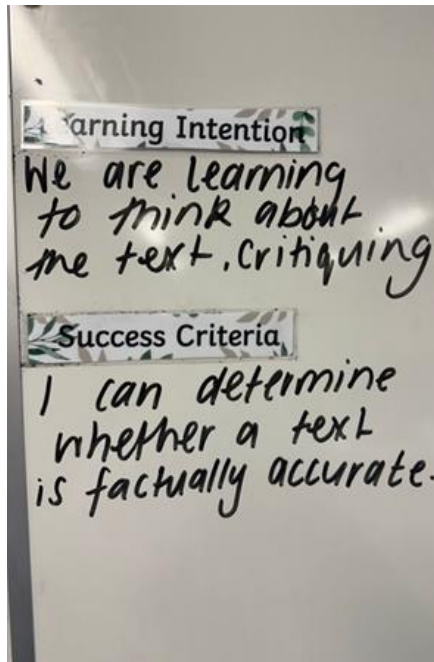 Learning Intention
We are learning
to think about
the text. Critiquing
Success Criteria
I can determine
whether a text
is factually accurate.